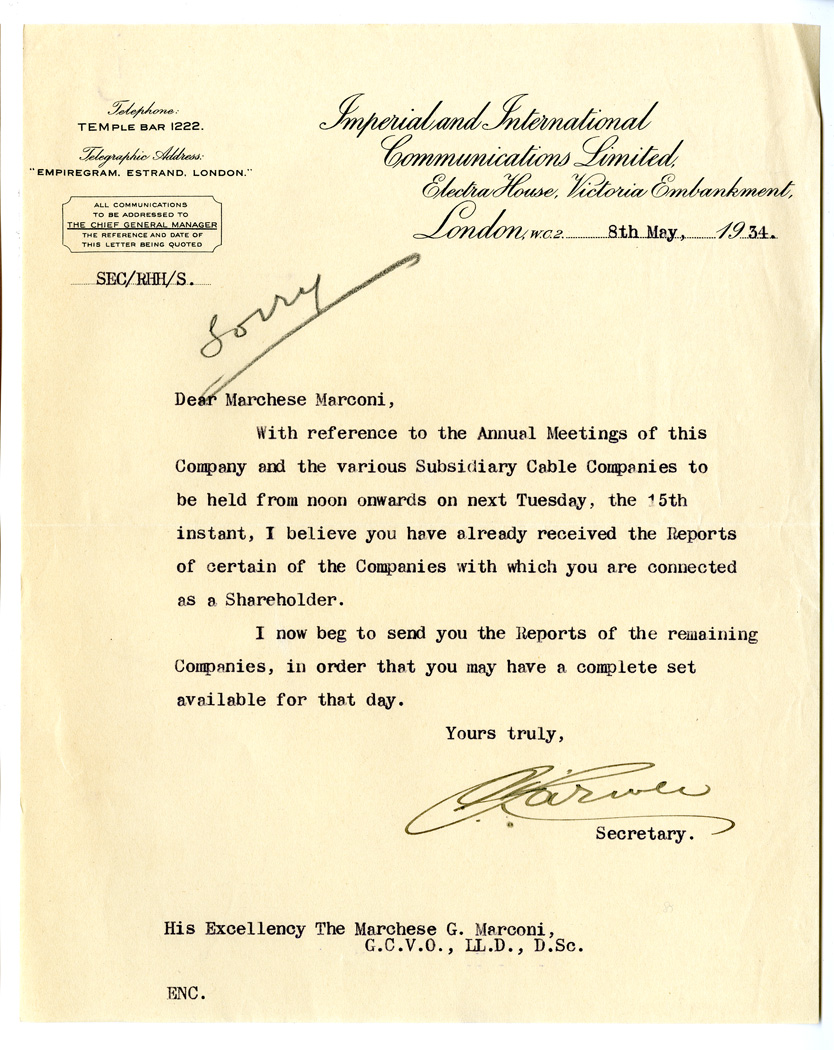 Telephone:
TEMPLE BAR 1222.
Telegraphic Address:
"EMPIREGRAM, ESTRAND, LONDON."
ALL COMMUNICATIONS
TO BE ADDRESSED TO
THE CHIEF GENERAL MANAGER
THE REFERENCE AND DATE OF
THIS LETTER BEING QUOTED
SEC/RHH/S.
Imperial and International
Communications Limited,
Electra House, Victoria Embankment,
London, W.C.2. 8th May, 1934.
Sorry
Dear Marchese Marconi,
With reference to the Annual Meetings of this
Company and the various Subsidiary Cable Companies to
be held from noon onwards on next Tuesday, the 15th
instant, I believe you have already received the Reports
of certain of the Companies with which you are connected
as a Shareholder.
I now beg to send you the Reports of the remaining
Companies, in order that you may have a complete set
available for that day.
Yours truly,
Secretary.
His Excellency The Marchese G. Marconi,
G.C.V.O., LL.D., D.Sc.
ENC.